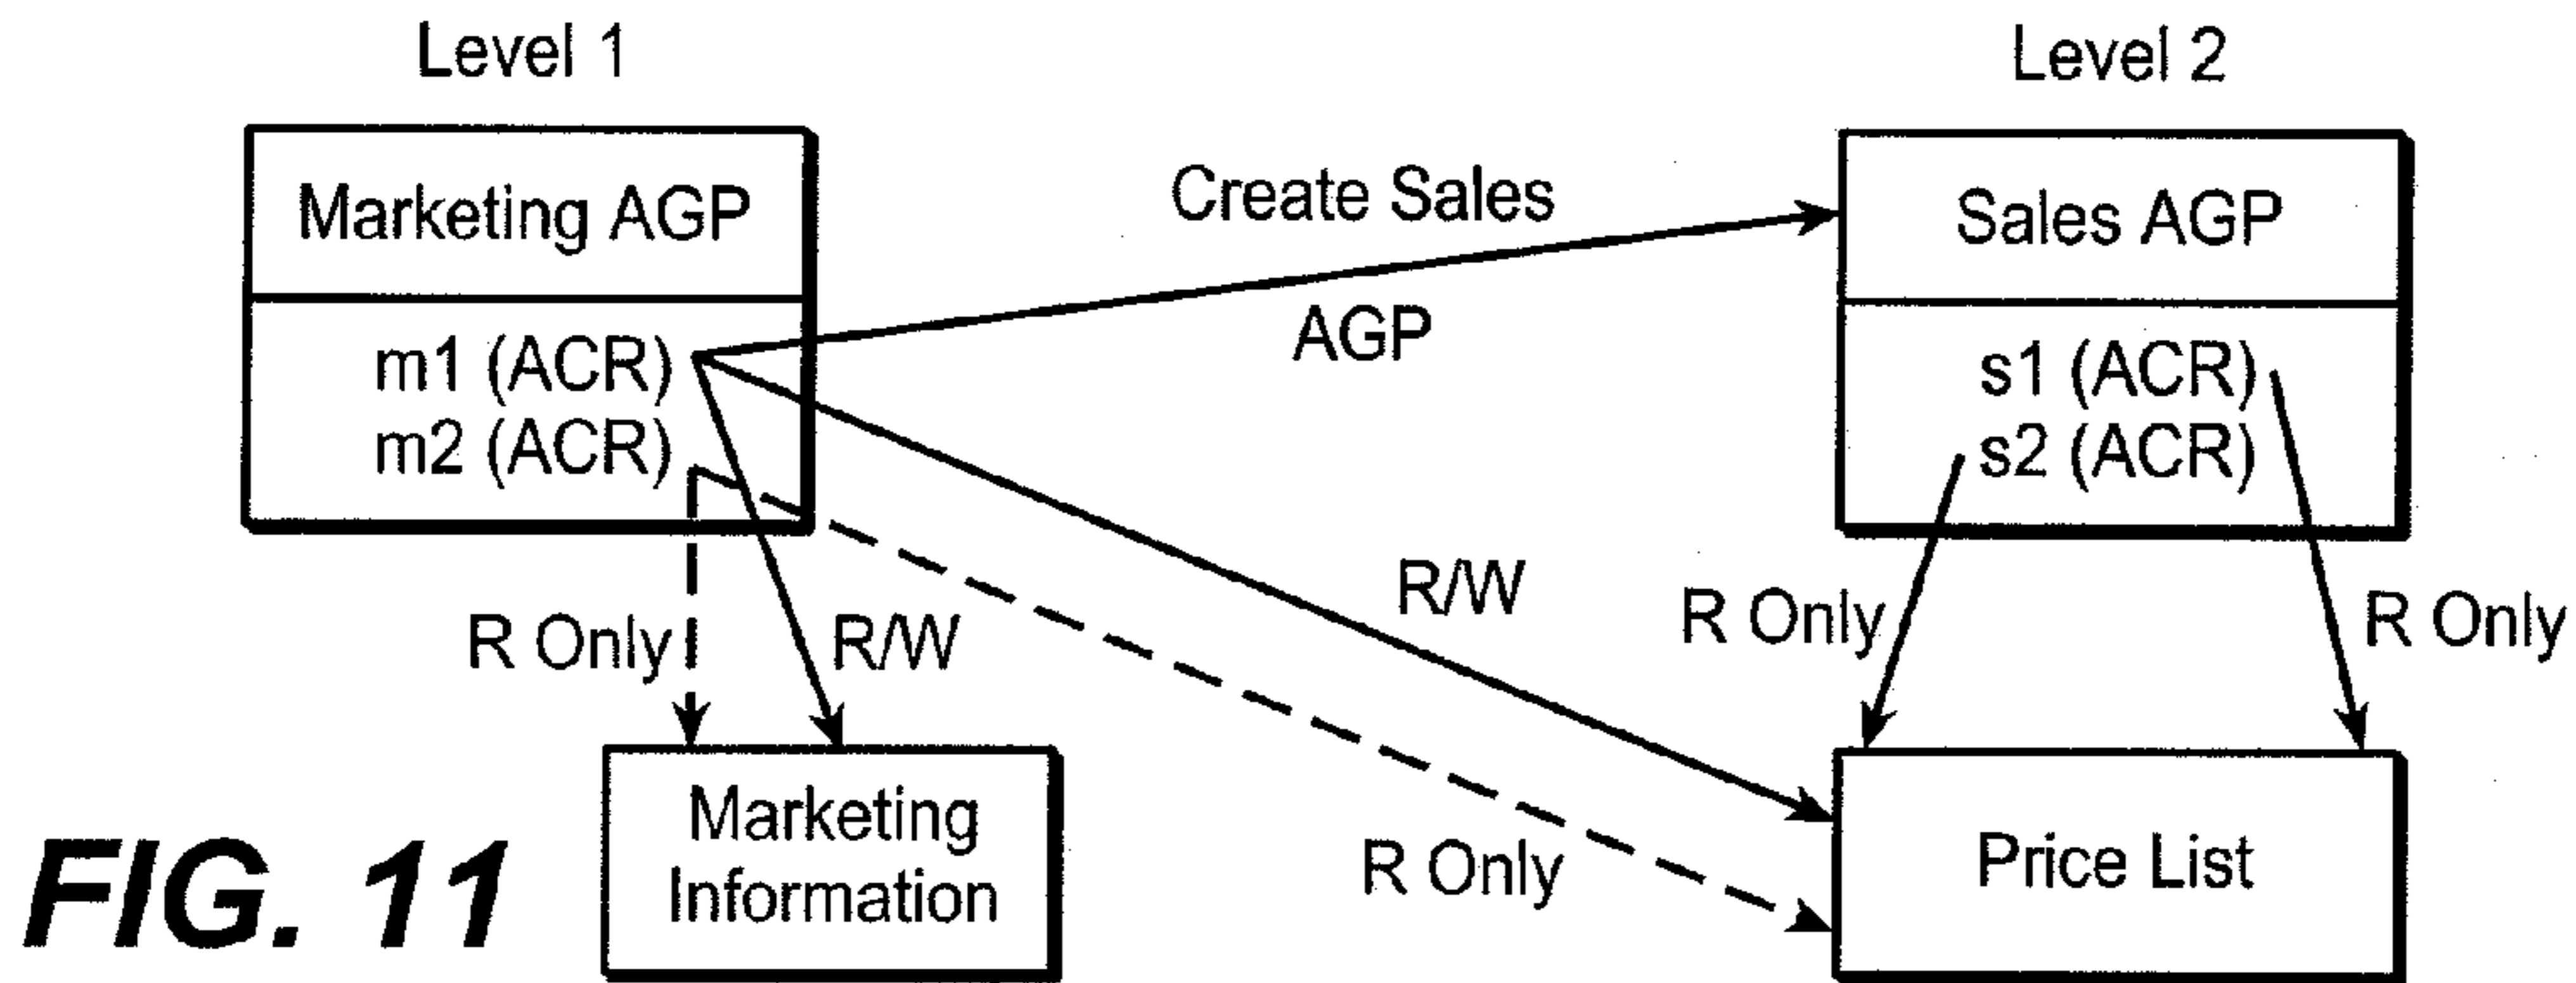 Level 1
Level 2
Marketing AGP
Create Sales
AGP
Sales AGP
m1 (ACR)
m2 (ACR)
s1 (ACR)
s2 (ACR)
R Only
R/W
R/W
R Only
R Only
R Only
Marketing
Information
Price List
FIG. 11